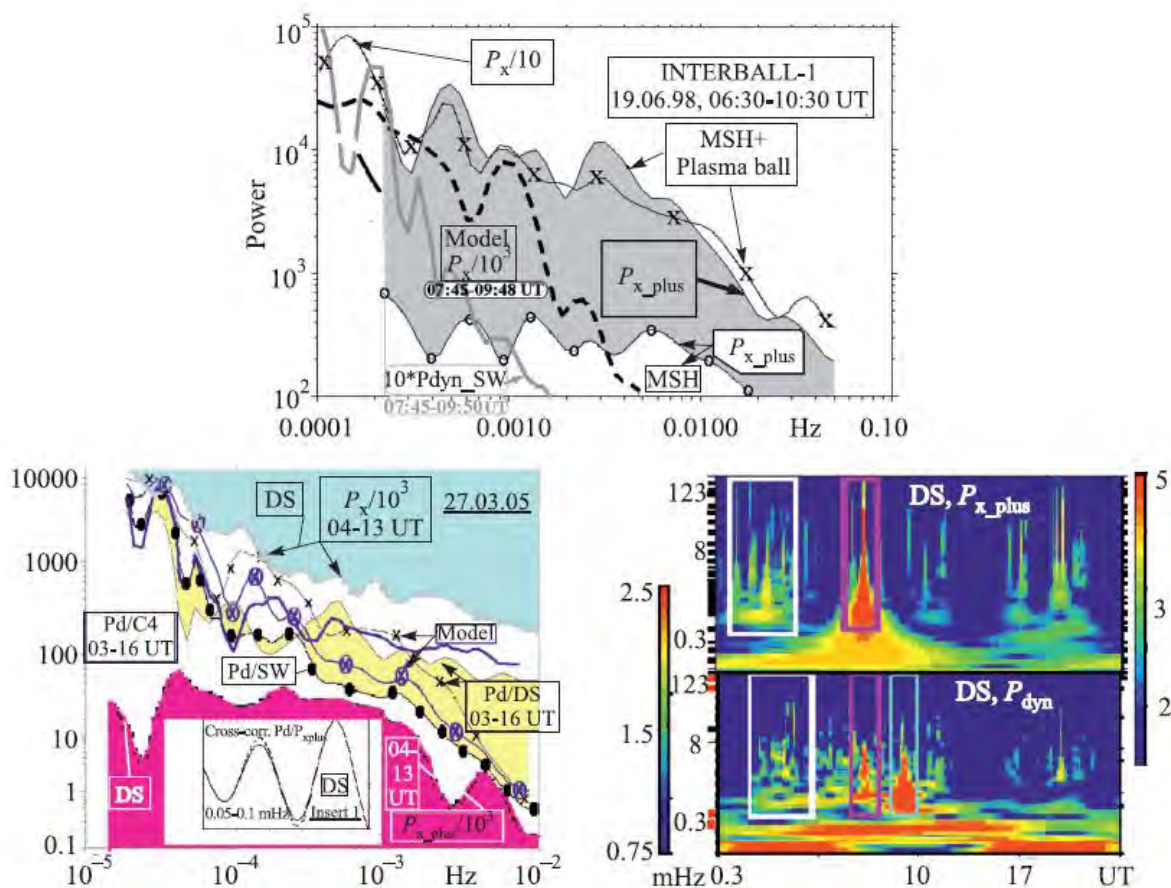 10^5
10^4
10^3
10^2
Power
P_x/10
INTERBALL-1
19.06.98, 06:30-10:30 UT
MSH+
Plasma ball
Model
P_x/10^3
07:45-09:48 UT
P_x_plus
P_x_plus
10*Pdyn_SW
07:45-09:50 UT
MSH
0.0001
0.0010
0.0100
Hz
0.10
10000
1000
100
10
1
0.1
DS
P_x/10^3
04-13 UT
27.03.05
Pd/C4
03-16 UT
Model
Pd/SW
Pd/DS
03-16 UT
Cross-corr. Pd/P_xplus
DS
0.05-0.1 mHz
Insert 1
DS
04-
13
UT
P_x_plus/10^3
10^−5
10^−4
10^−3
Hz
10^−2
2.5
1.5
0.75
123
8
0.3
DS, P_x_plus
123
8
0.3
DS, P_dyn
5
4
3
2
mHz
0.3
10
17
UT